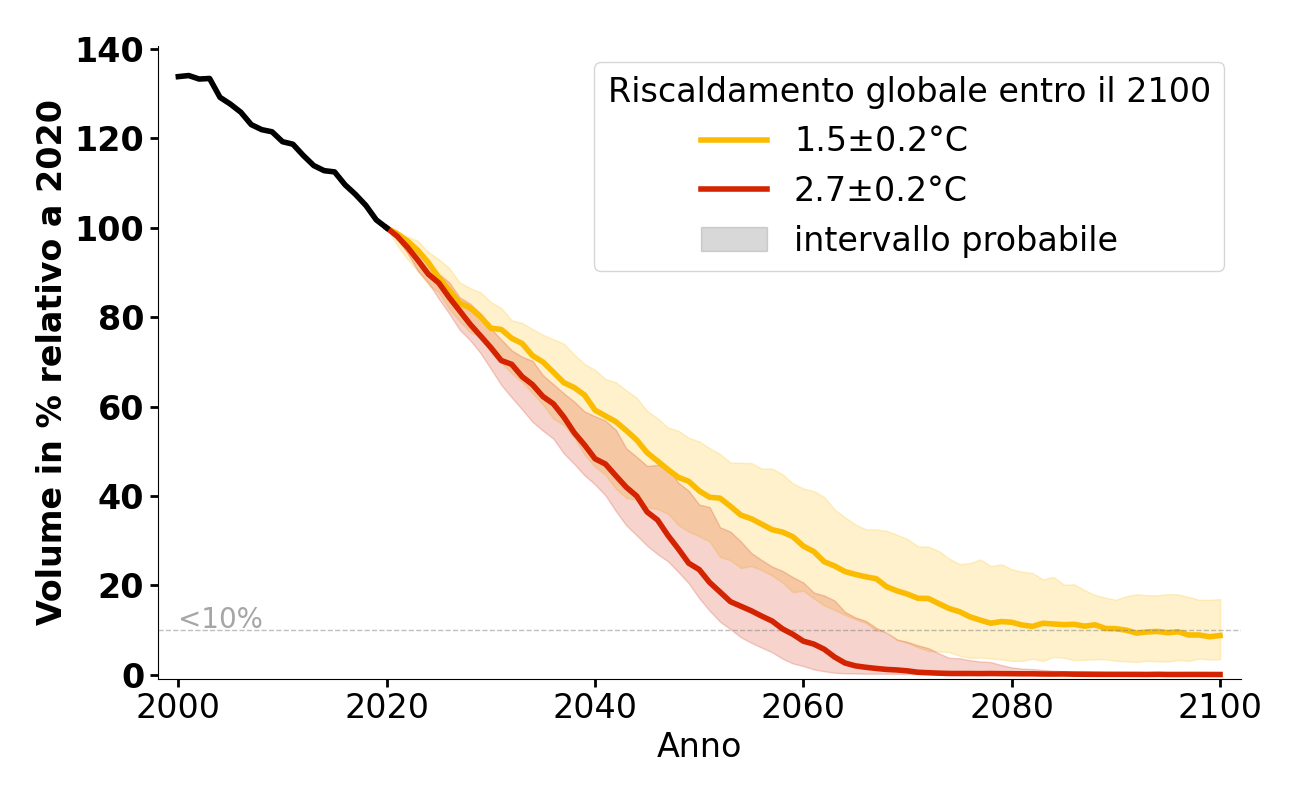 Volume in % relativo a 2020
140
120
100
80
60
40
20
0
<10%
Riscaldamento globale entro il 2100
1.5±0.2°C
2.7±0.2°C
intervallo probabile
2000 2020 2040 2060 2080 2100
Anno